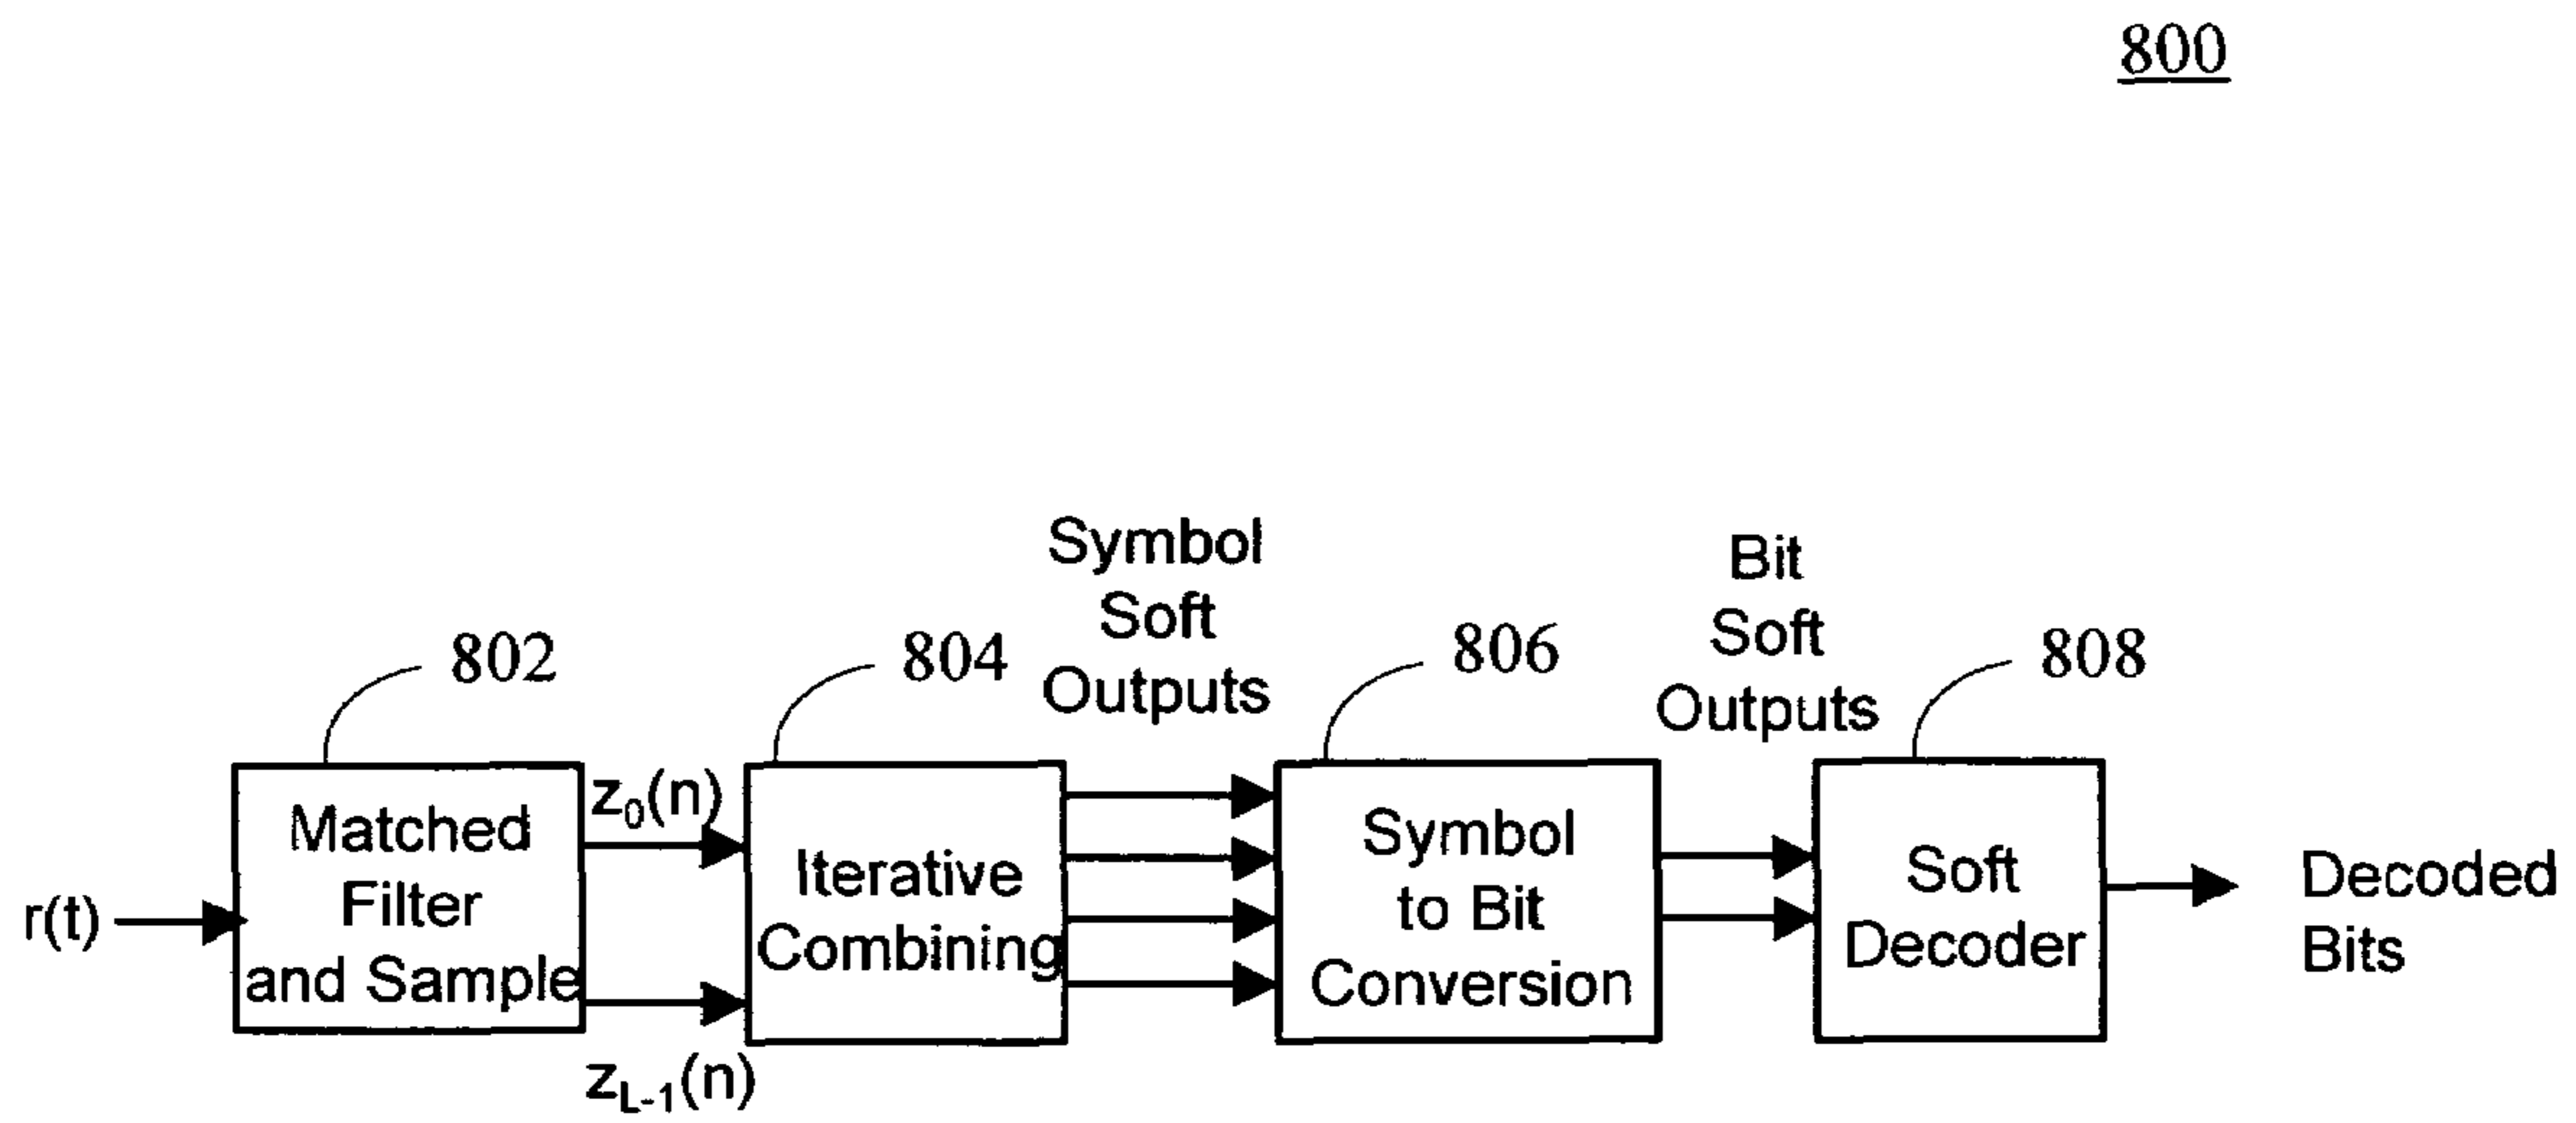 800
Symbol
Soft
Outputs
Bit
Soft
Outputs
802
804
806
808
r(t)
Matched
Filter
and Sample
z₀(n)
z_{L-1}(n)
Iterative
Combining
Symbol
to Bit
Conversion
Soft
Decoder
Decoded
Bits